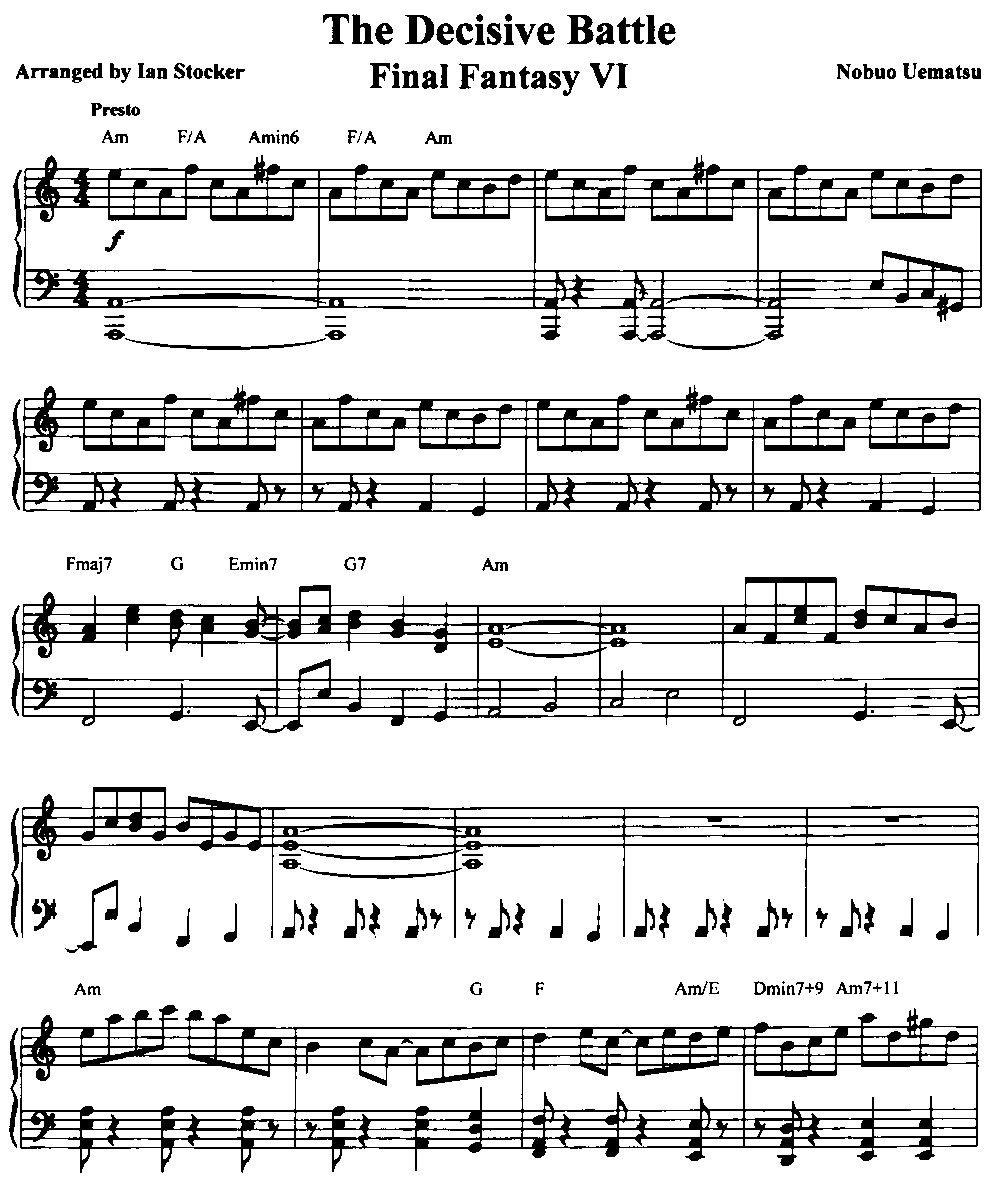 The Decisive Battle
Arranged by Ian Stocker Final Fantasy VI Nobuo Uematsu
Presto
Am F/A Amin6 F/A Am
f
Fmaj7 G Emin7 G7 Am
Am G F Am/E Dmin7+9 Am7+11